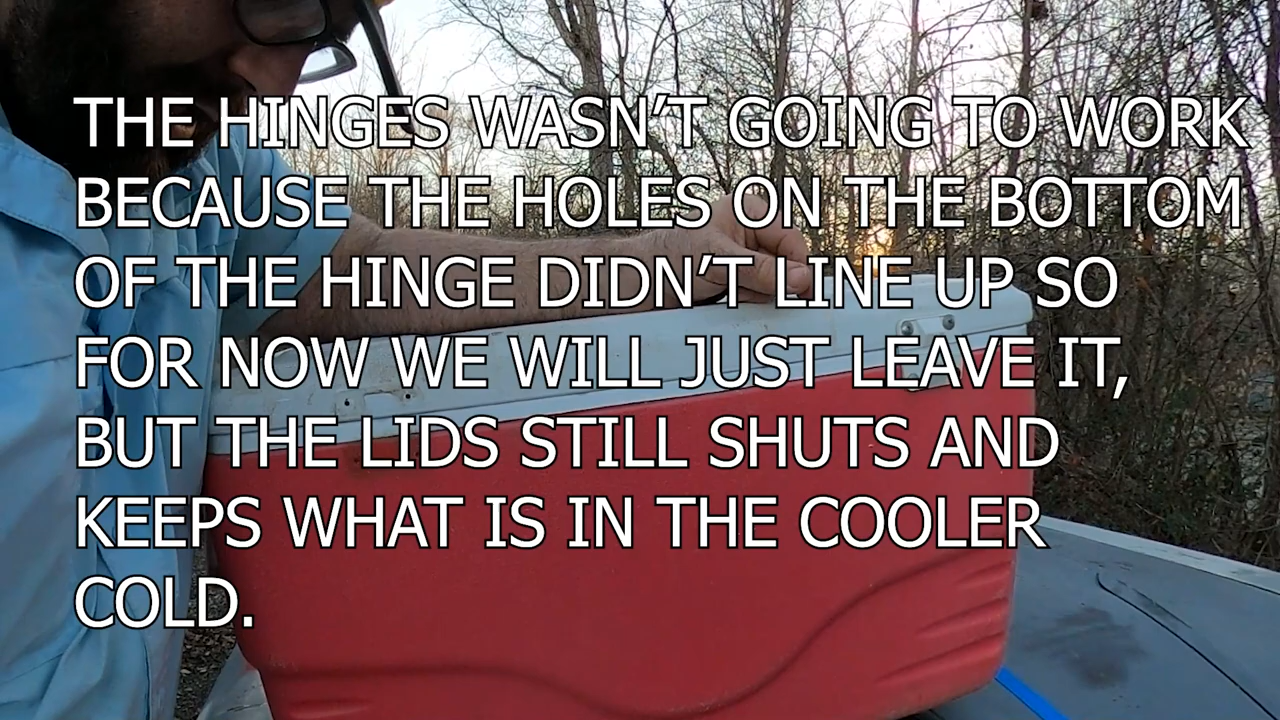 THE HINGES WASN'T GOING TO WORK
BECAUSE THE HOLES ON THE BOTTOM
OF THE HINGE DIDN'T LINE UP SO
FOR NOW WE WILL JUST LEAVE IT,
BUT THE LIDS STILL SHUTS AND
KEEPS WHAT IS IN THE COOLER
COLD.